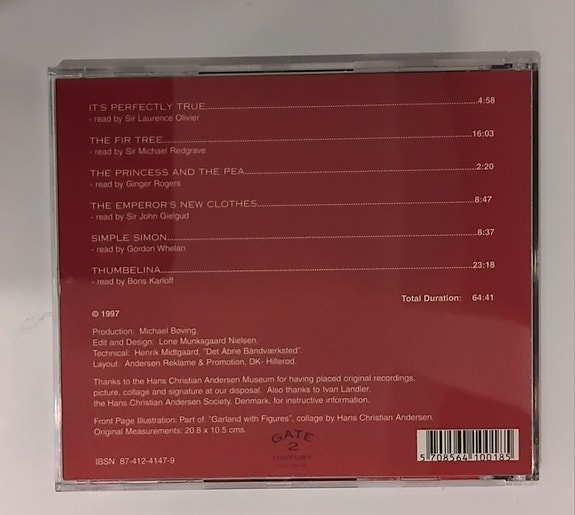 IT'S PERFECTLY TRUE........4:58
- read by Sir Laurence Olivier
THE FIR TREE........16:03
- read by Sir Michael Redgrave
THE PRINCESS AND THE PEA........2:20
- read by Ginger Rogers
THE EMPEROR'S NEW CLOTHES........8:47
- read by Sir John Gielgud
SIMPLE SIMON........8:37
- read by Gordon Whelan
THUMBELINA........23:18
- read by Boris Karloff
Total Duration: 64:41
© 1997
Production: Michael Bøving.
Edit and Design: Lone Munksgaard Nielsen.
Technical: Henrik Midtgaard, "Det Åbne Båndværksted".
Layout: Andersen Reklame & Promotion, DK- Hillerød.
Thanks to the Hans Christian Andersen Museum for having placed original recordings,
picture, collage and signature at our disposal. Also thanks to Ivan Landler,
the Hans Christian Andersen Society, Denmark, for instructive information.
Front Page Illustration: Part of: "Garland with Figures", collage by Hans Christian Andersen.
Original Measurements: 20.8 x 10.5 cms.
GATE
2
IBSN 87-412-4147-9
5 708564 100185